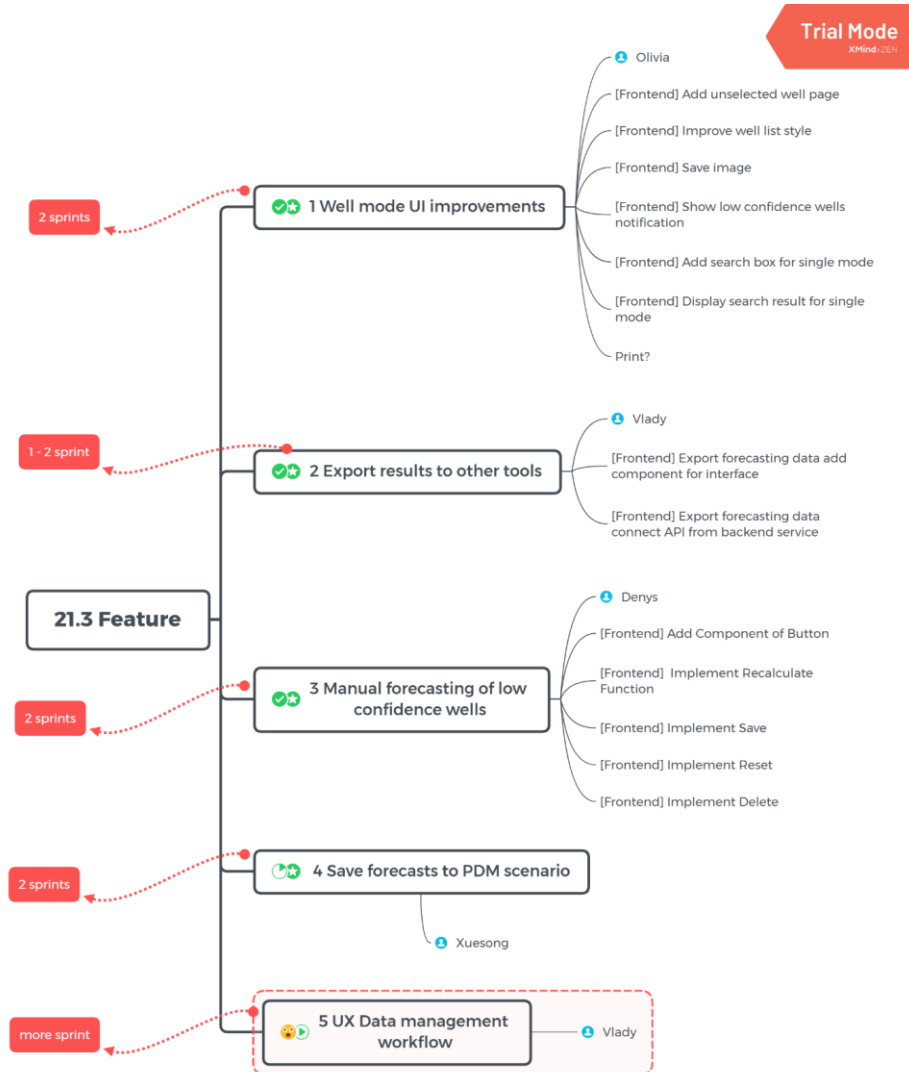 Trial Mode
XMind:ZEN
Olivia
[Frontend] Add unselected well page
[Frontend] Improve well list style
[Frontend] Save image
[Frontend] Show low confidence wells
notification
[Frontend] Add search box for single mode
[Frontend] Display search result for single
mode
Print?
2 sprints
1 Well mode UI improvements
1 - 2 sprint
2 Export results to other tools
Vlady
[Frontend] Export forecasting data add
component for interface
[Frontend] Export forecasting data
connect API from backend service
21.3 Feature
2 sprints
3 Manual forecasting of low
confidence wells
Denys
[Frontend] Add Component of Button
[Frontend]  Implement Recalculate
Function
[Frontend] Implement Save
[Frontend] Implement Reset
[Frontend] Implement Delete
2 sprints
4 Save forecasts to PDM scenario
Xuesong
more sprint
5 UX Data management
workflow
Vlady